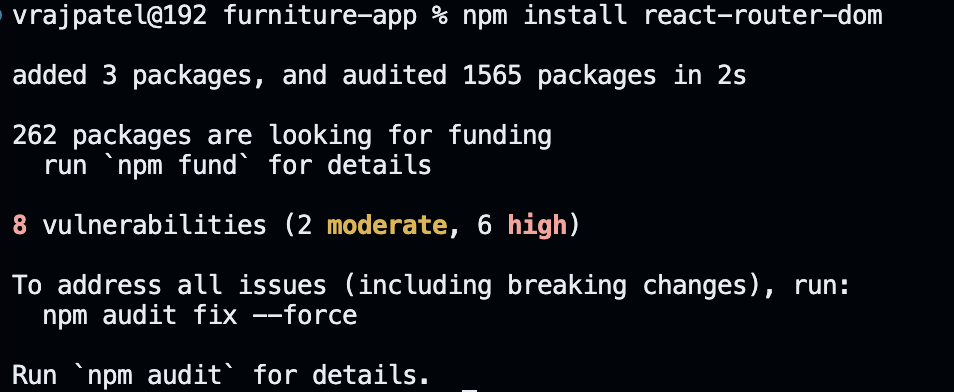 vrajpatel@192 furniture-app % npm install react-router-dom
added 3 packages, and audited 1565 packages in 2s
262 packages are looking for funding
  run `npm fund` for details
8 vulnerabilities (2 moderate, 6 high)
To address all issues (including breaking changes), run:
  npm audit fix --force
Run `npm audit` for details.